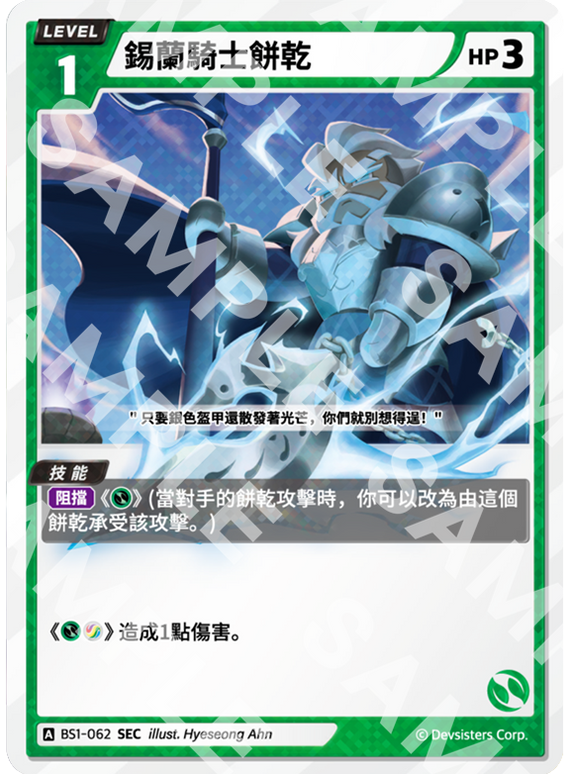 LEVEL
1
錫蘭騎士餅乾
HP 3
" 只要銀色盔甲還散發著光芒，你們就別想得逞！"
技能
阻擋 《 》(當對手的餅乾攻擊時，你可以改為由這個
餅乾承受該攻擊。)
《 》造成1點傷害。
A BS1-062 SEC illust. Hyeseong Ahn
© Devsisters Corp.
SAMPLE
SAMPLE
SAMPLE
SAMPLE